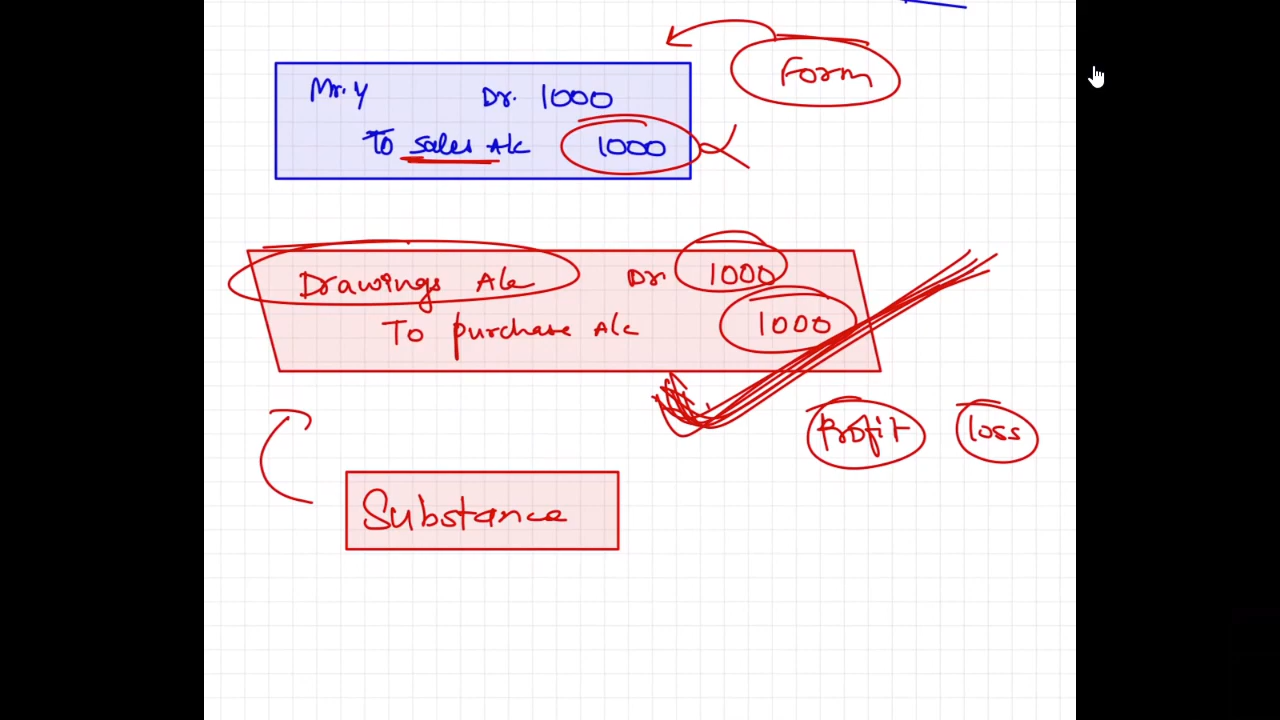 Form
Mr. Y Dr. 1000
To sales A/c 1000
Drawings A/c Dr 1000
To purchase A/c 1000
Profit loss
Substance